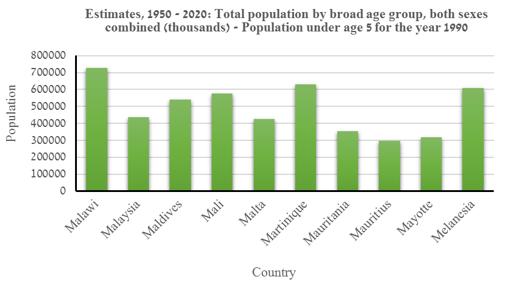 Estimates, 1950 - 2020: Total population by broad age group, both sexes
combined (thousands) - Population under age 5 for the year 1990
800000
700000
600000
500000
400000
300000
200000
100000
0
Population
Malawi
Malaysia
Maldives
Mali
Malta
Martinique
Mauritania
Mauritius
Mayotte
Melanesia
Country